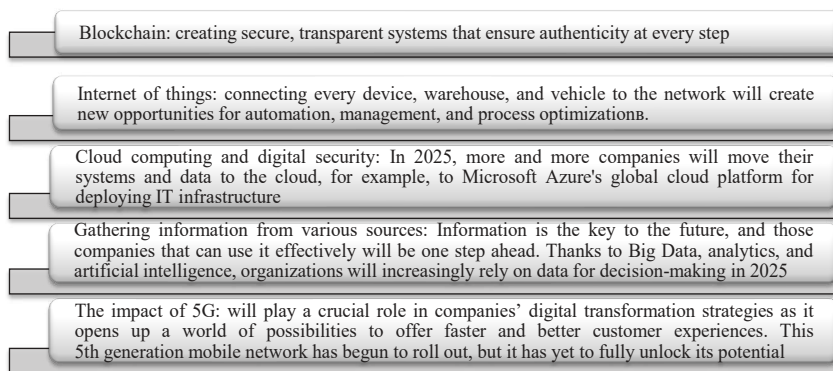 Blockchain: creating secure, transparent systems that ensure authenticity at every step
Internet of things: connecting every device, warehouse, and vehicle to the network will create
new opportunities for automation, management, and process optimizationв.
Cloud computing and digital security: In 2025, more and more companies will move their
systems and data to the cloud, for example, to Microsoft Azure's global cloud platform for
deploying IT infrastructure
Gathering information from various sources: Information is the key to the future, and those
companies that can use it effectively will be one step ahead. Thanks to Big Data, analytics, and
artificial intelligence, organizations will increasingly rely on data for decision-making in 2025
The impact of 5G: will play a crucial role in companies’ digital transformation strategies as it
opens up a world of possibilities to offer faster and better customer experiences. This
5th generation mobile network has begun to roll out, but it has yet to fully unlock its potential